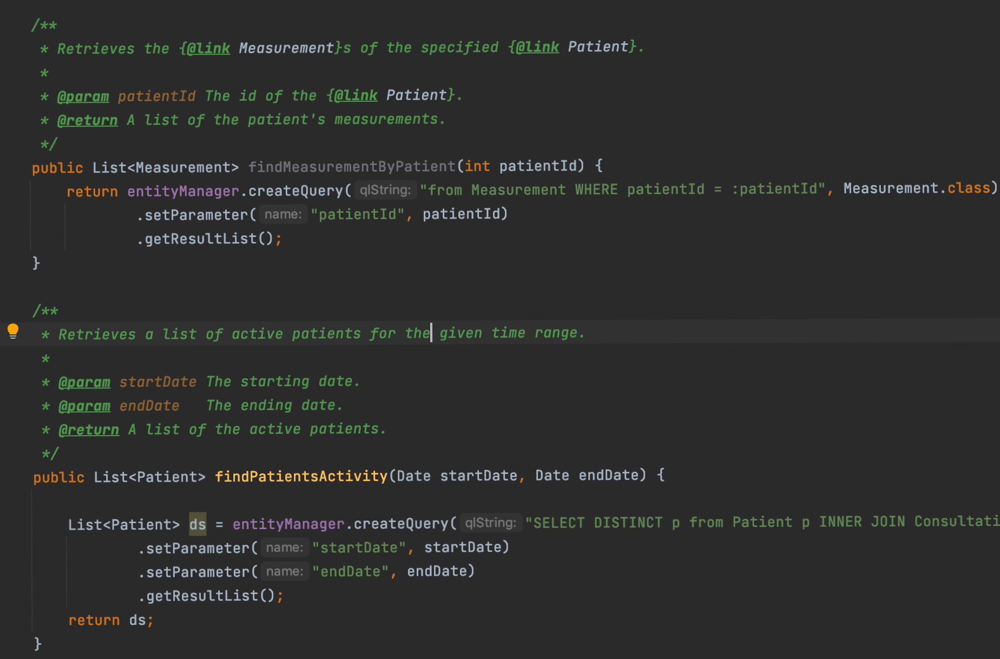 /**
* Retrieves the {@link Measurement}s of the specified {@link Patient}.
*
* @param patientId The id of the {@link Patient}.
* @return A list of the patient's measurements.
*/
public List<Measurement> findMeasurementByPatient(int patientId) {
return entityManager.createQuery( qlString: "from Measurement WHERE patientId = :patientId", Measurement.class)
.setParameter( name: "patientId", patientId)
.getResultList();
}
/**
* Retrieves a list of active patients for the given time range.
*
* @param startDate The starting date.
* @param endDate   The ending date.
* @return A list of the active patients.
*/
public List<Patient> findPatientsActivity(Date startDate, Date endDate) {
List<Patient> ds = entityManager.createQuery( qlString: "SELECT DISTINCT p from Patient p INNER JOIN Consultati
.setParameter( name: "startDate", startDate)
.setParameter( name: "endDate", endDate)
.getResultList();
return ds;
}